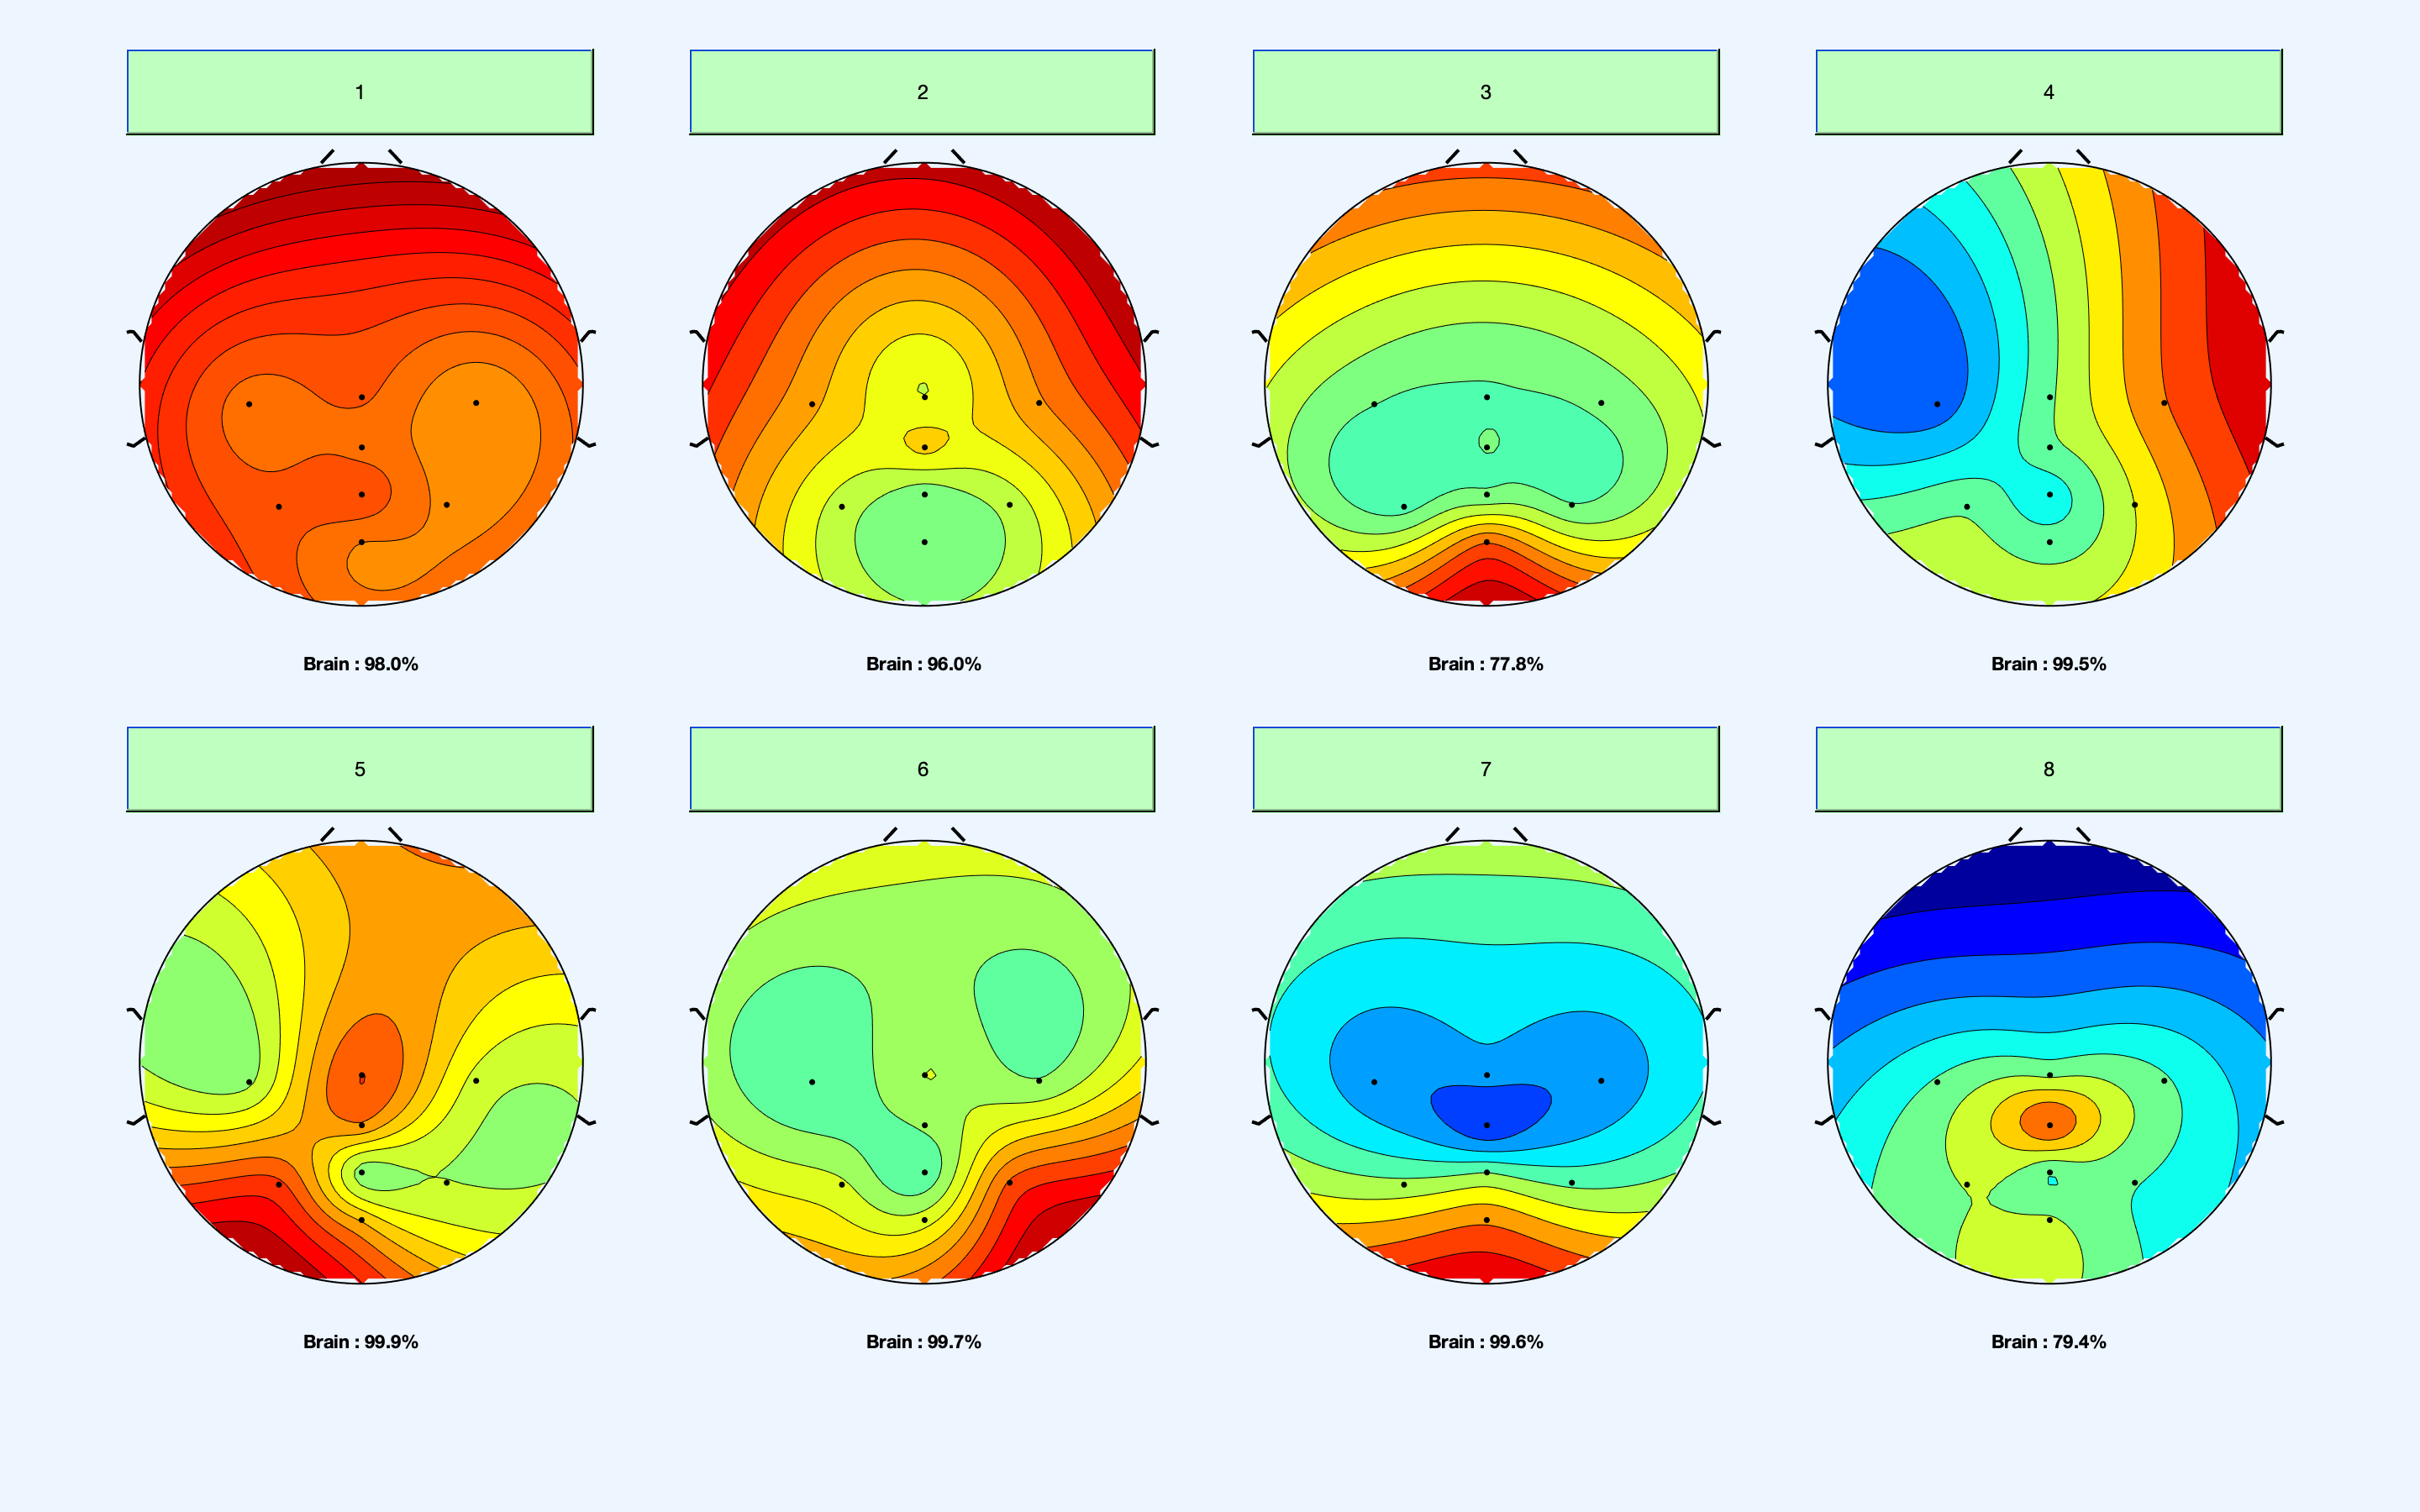 1
2
3
4
Brain : 98.0%
Brain : 96.0%
Brain : 77.8%
Brain : 99.5%
5
6
7
8
Brain : 99.9%
Brain : 99.7%
Brain : 99.6%
Brain : 79.4%